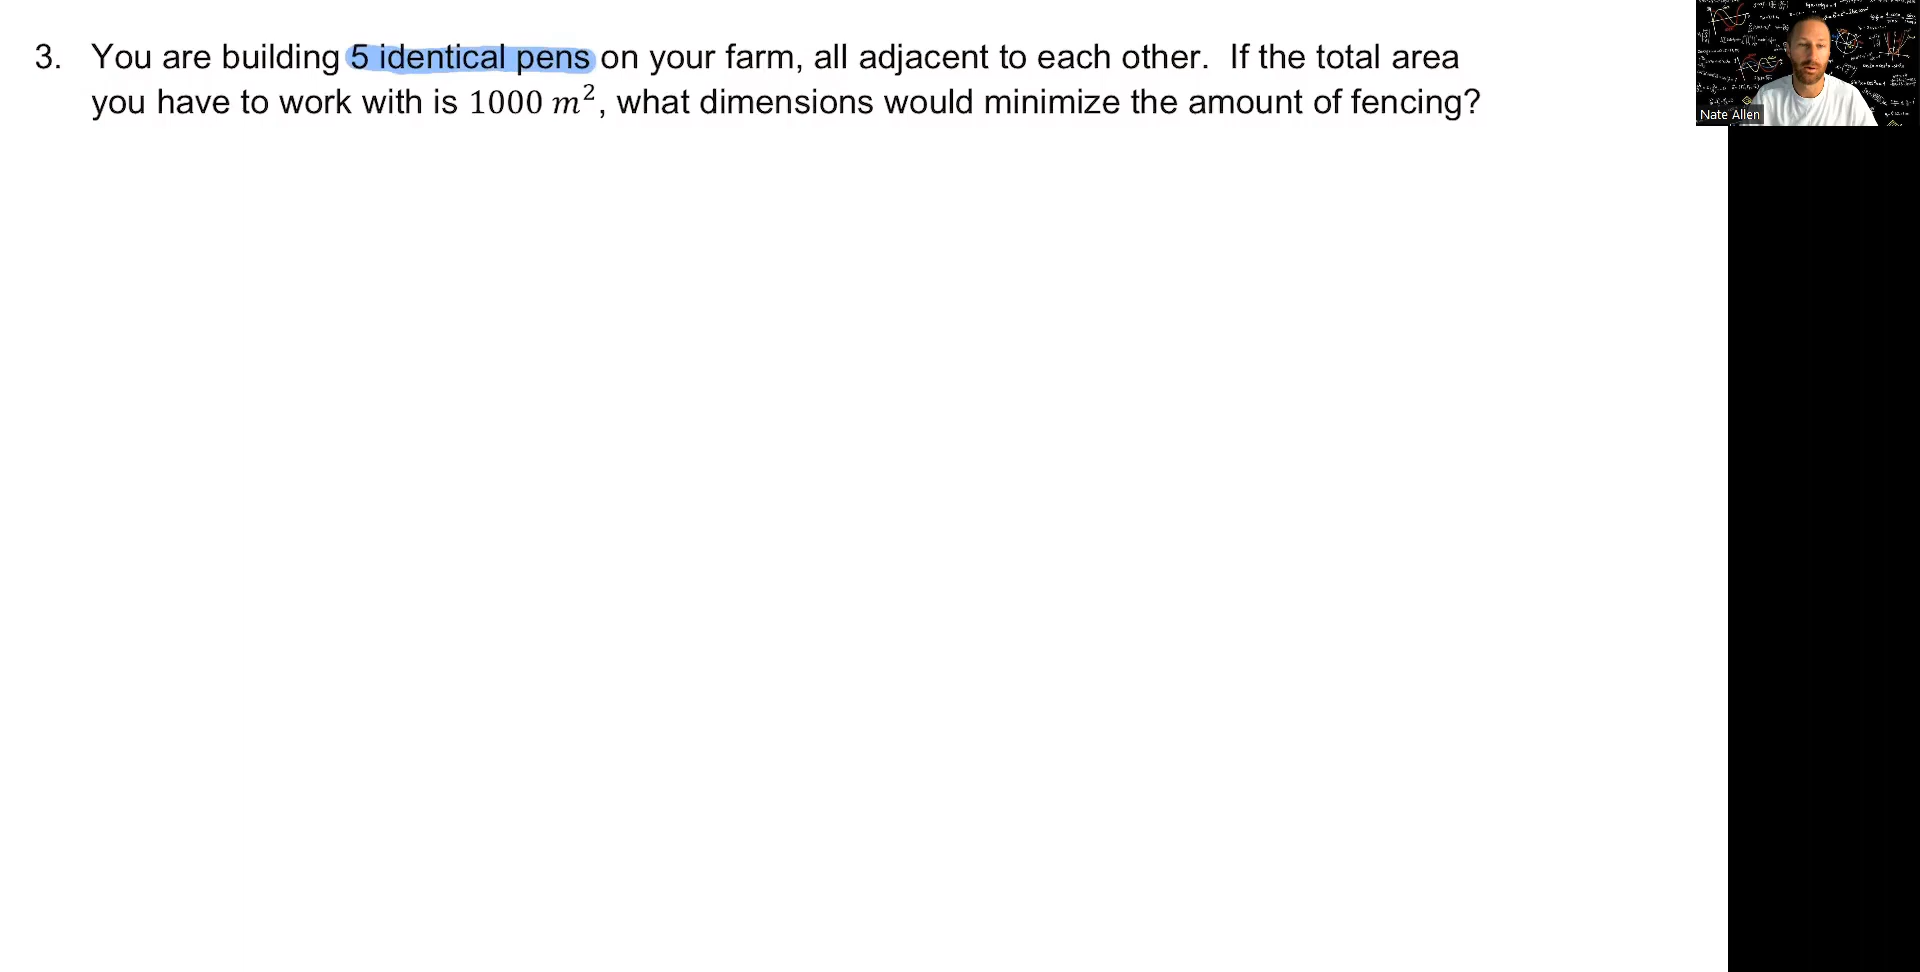 3. You are building 5 identical pens on your farm, all adjacent to each other. If the total area
you have to work with is 1000 m², what dimensions would minimize the amount of fencing?
Nate Allen